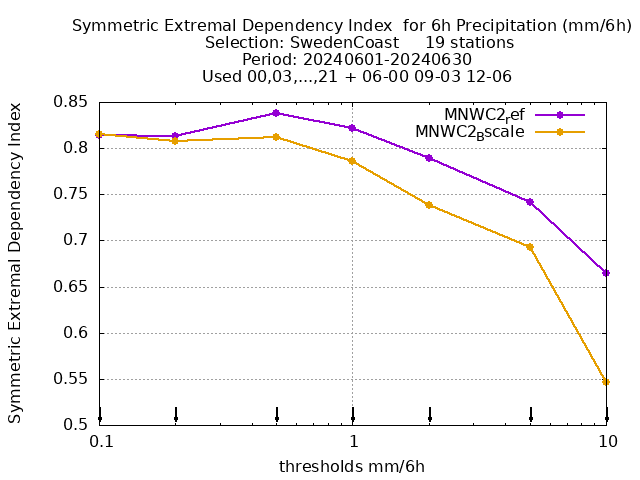 Symmetric Extremal Dependency Index  for 6h Precipitation (mm/6h)
Selection: SwedenCoast     19 stations
Period: 20240601-20240630
Used 00,03,...,21 + 06-00 09-03 12-06
MNWC2ref
MNWC2Bscale
Symmetric Extremal Dependency Index
0.85
0.8
0.75
0.7
0.65
0.6
0.55
0.5
0.1
1
10
thresholds mm/6h